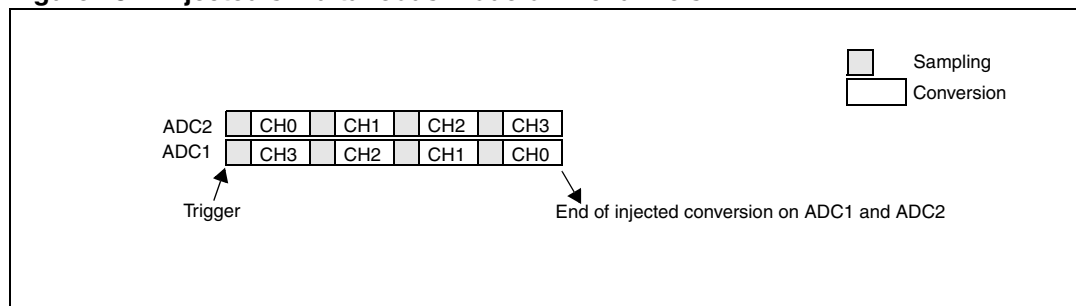 Sampling
Conversion
ADC2 CH0 CH1 CH2 CH3
ADC1 CH3 CH2 CH1 CH0
Trigger
End of injected conversion on ADC1 and ADC2